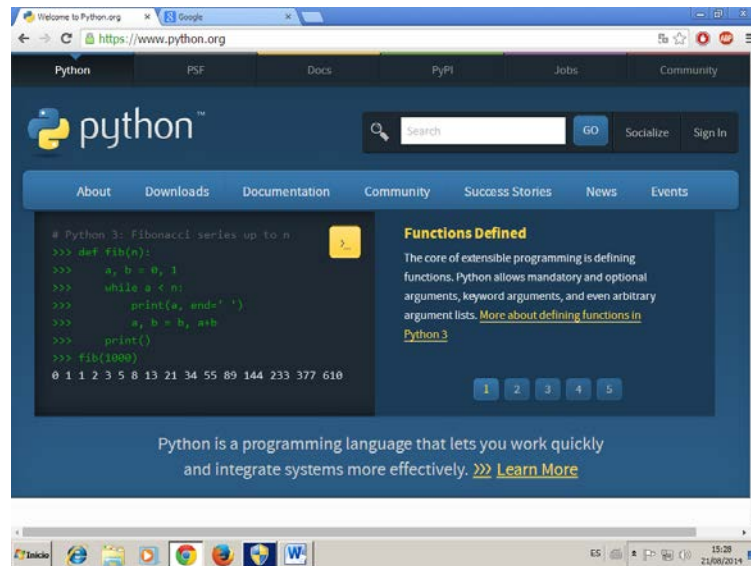 Welcome to Python.org
Google
https://www.python.org
Python PSF Docs PyPI Jobs Community
python™
Search GO Socialize Sign In
About Downloads Documentation Community Success Stories News Events
# Python 3: Fibonacci series up to n
>>> def fib(n):
>>> a, b = 0, 1
>>> while a < n:
>>> print(a, end=' ')
>>> a, b = b, a+b
>>> print()
>>> fib(1000)
0 1 1 2 3 5 8 13 21 34 55 89 144 233 377 610
>_
Functions Defined
The core of extensible programming is defining
functions. Python allows mandatory and optional
arguments, keyword arguments, and even arbitrary
argument lists. More about defining functions in
Python 3
1 2 3 4 5
Python is a programming language that lets you work quickly
and integrate systems more effectively. >>> Learn More
Inicio
ES
15:28
21/08/2014